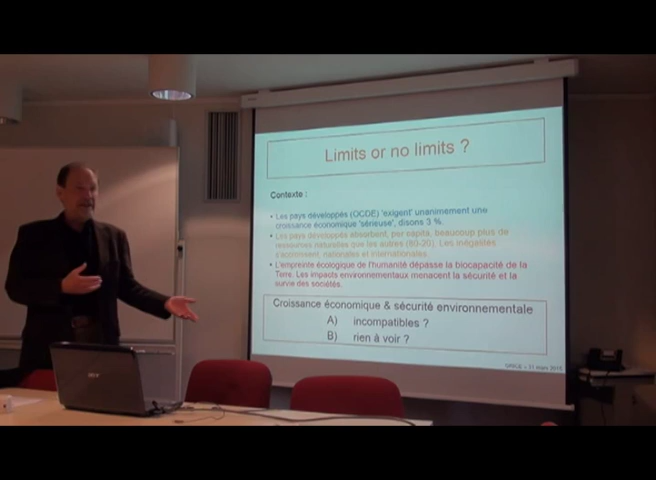 Limits or no limits ?
Contexte :
• Les pays développés (OCDE) 'exigent' unanimement une
croissance économique 'sérieuse', disons 3 %.
• Les pays développés absorbent, per capita, beaucoup plus de
ressources naturelles que les autres (80-20). Les inégalités
s'accroissent, nationales et internationales.
• L'empreinte écologique de l'humanité dépasse la biocapacité de la
Terre. Les impacts environnementaux menacent la sécurité et la
survie des sociétés.
Croissance économique & sécurité environnementale
A) incompatibles ?
B) rien à voir ?
acer